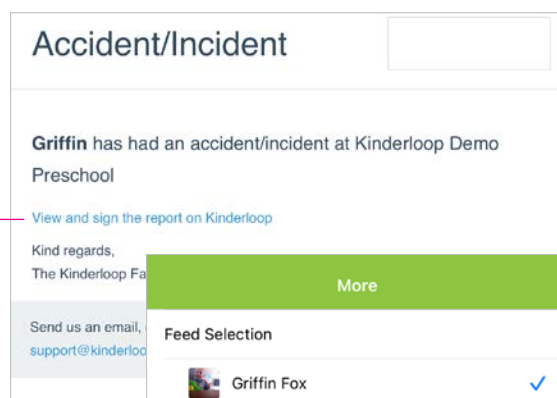 Accident/Incident
Griffin has had an accident/incident at Kinderloop Demo
Preschool
View and sign the report on Kinderloop
Kind regards,
The Kinderloop Fa
Send us an email,
support@kinderloo
More
Feed Selection
Griffin Fox